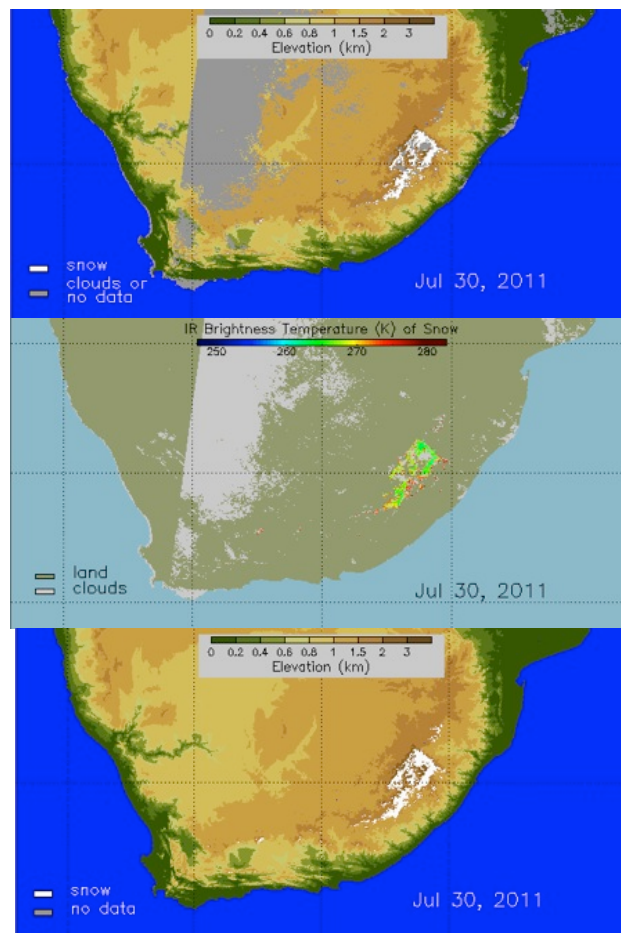 0 0.2 0.4 0.6 0.8 1 1.5 2 3
Elevation (km)
snow
clouds or
no data
Jul 30, 2011
IR Brightness Temperature (K) of Snow
250 260 270 280
land
clouds
Jul 30, 2011
0 0.2 0.4 0.6 0.8 1 1.5 2 3
Elevation (km)
snow
no data
Jul 30, 2011